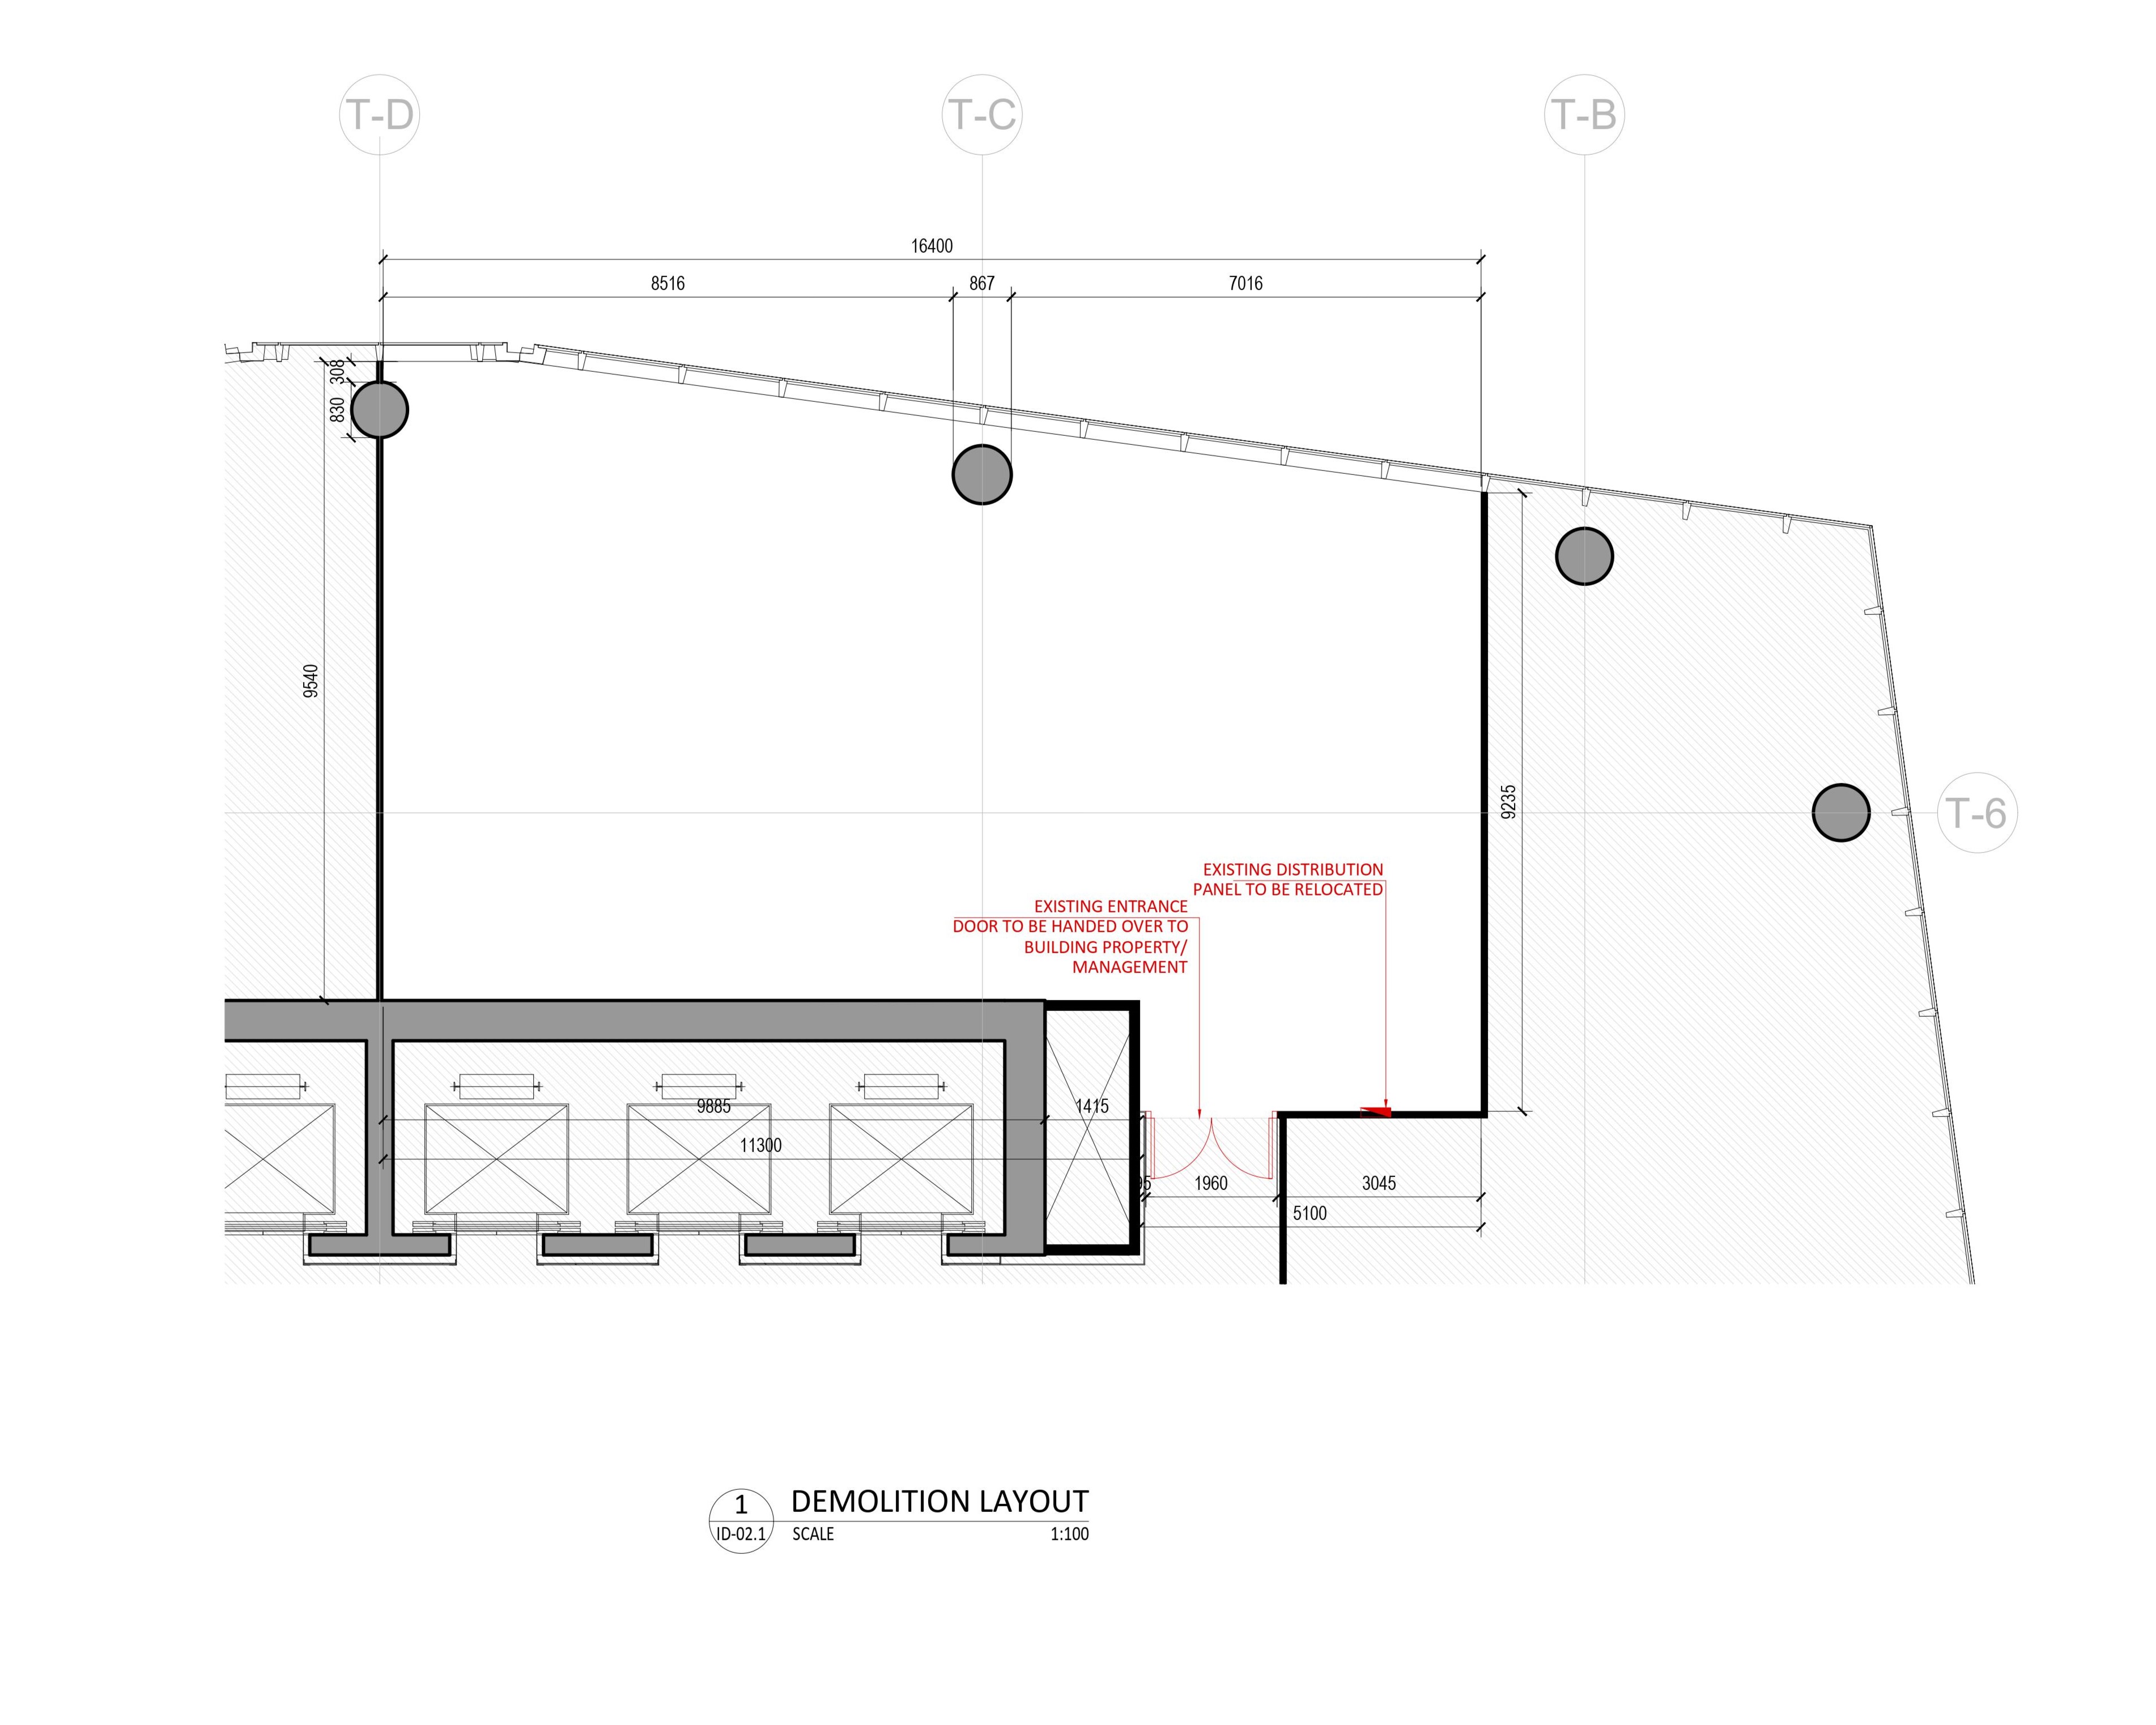 T-D
T-C
T-B
16400
8516
867
7016
308
830
9540
9235
T-6
EXISTING DISTRIBUTION
PANEL TO BE RELOCATED
EXISTING ENTRANCE
DOOR TO BE HANDED OVER TO
BUILDING PROPERTY/
MANAGEMENT
9885
1415
11300
1960
3045
5100
1
DEMOLITION LAYOUT
ID-02.1
SCALE
1:100